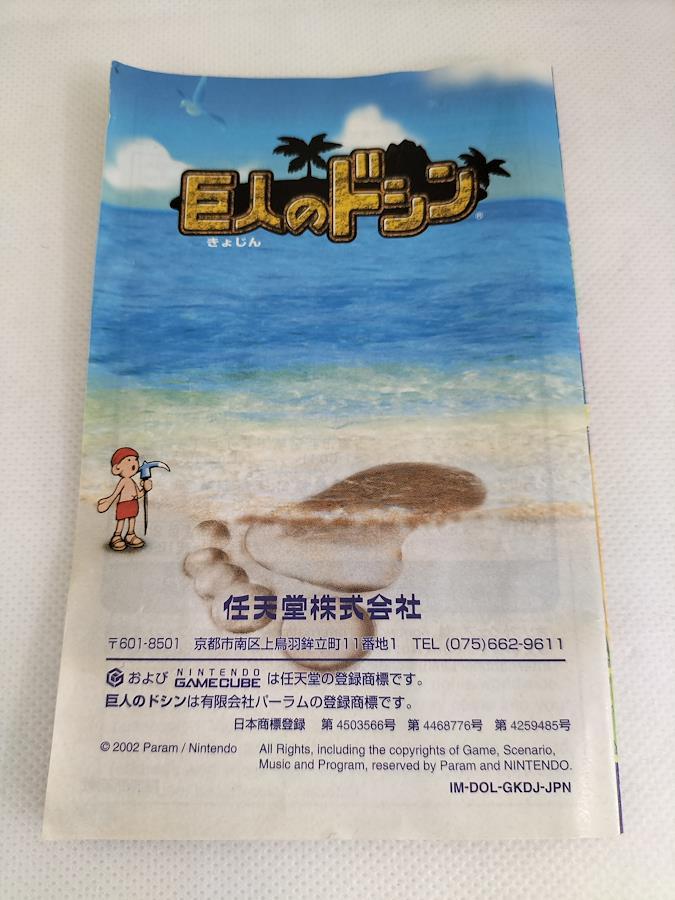 巨人のドシン®
きょじん
任天堂株式会社
〒601-8501 京都市南区上鳥羽鉾立町11番地1 TEL (075)662-9611
および NINTENDO GAMECUBE は任天堂の登録商標です。
巨人のドシンは有限会社パーラムの登録商標です。
日本商標登録 第4503566号 第4468776号 第4259485号
© 2002 Param / Nintendo All Rights, including the copyrights of Game, Scenario,
Music and Program, reserved by Param and NINTENDO.
IM-DOL-GKDJ-JPN